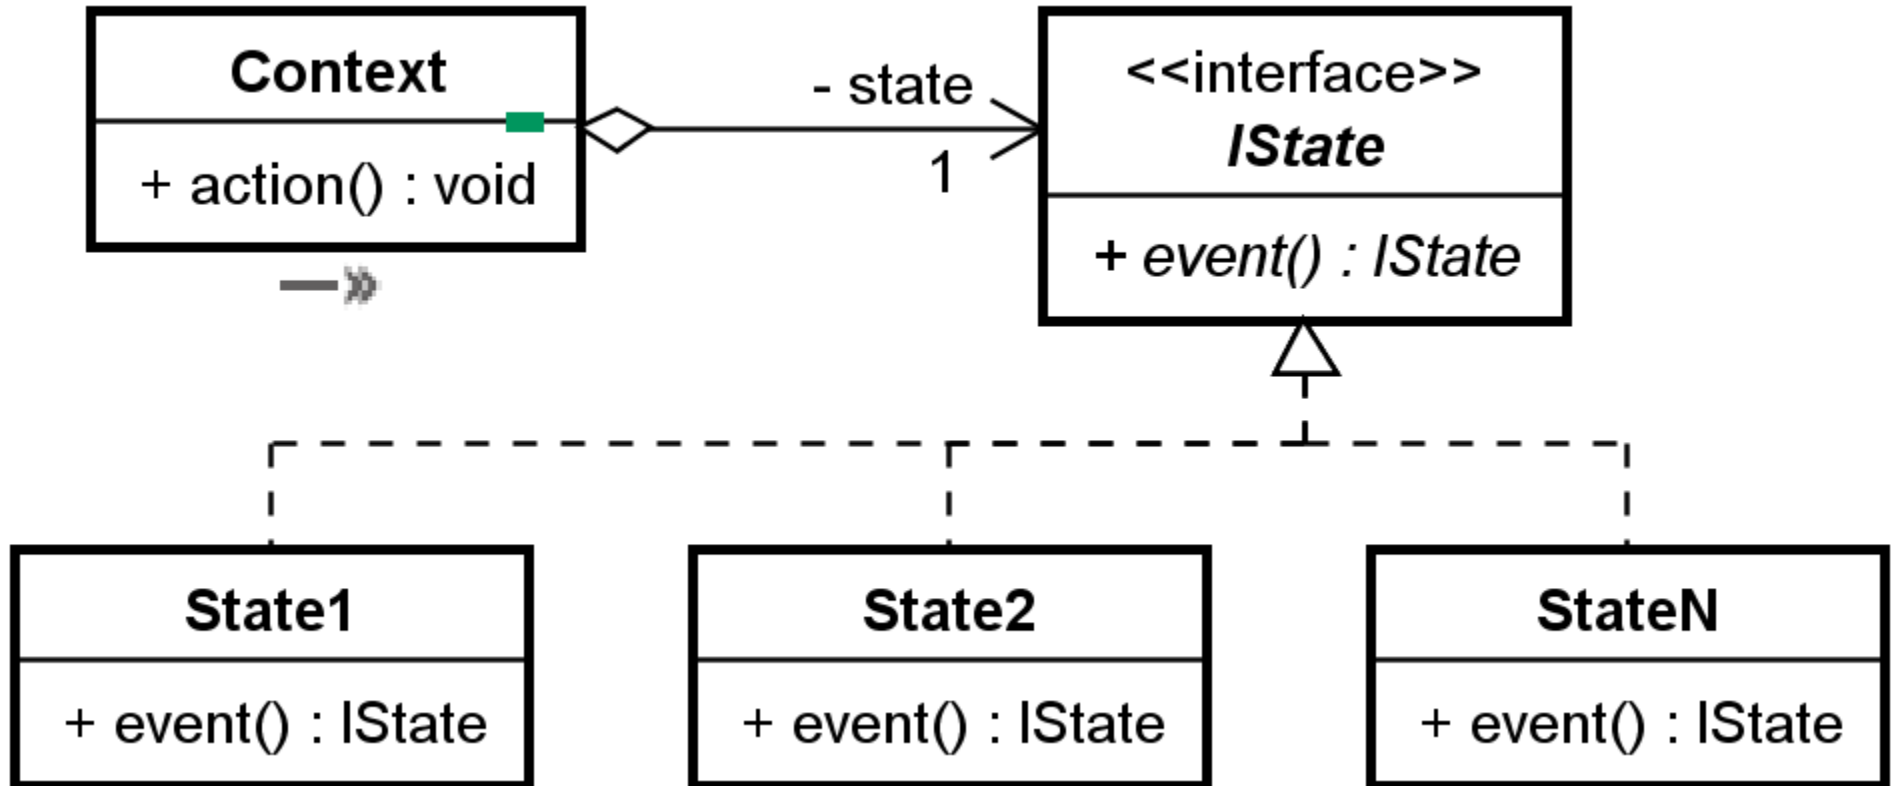 Context
+ action() : void
- state
1
<<interface>>
IState
+ event() : IState
State1
+ event() : IState
State2
+ event() : IState
StateN
+ event() : IState